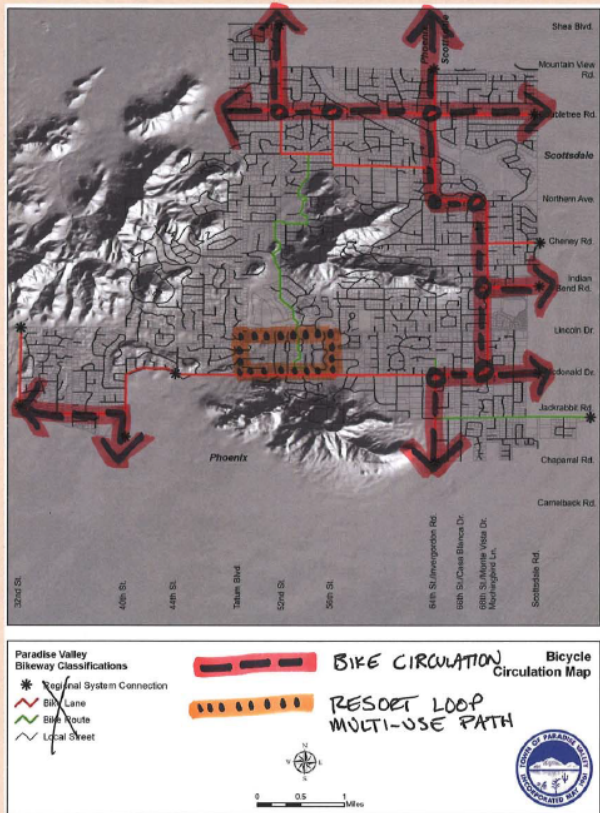 Shea Blvd.
Mountain View
Rd.
Phoenix
Scottsdale
Doubletree Rd.
Scottsdale
Northern Ave.
Cheney Rd.
Indian
Bend Rd.
Lincoln Dr.
McDonald Dr.
Jackrabbit Rd.
Phoenix
Chaparral Rd.
Camelback Rd.
32nd St.
40th St.
44th St.
Tatum Blvd.
52nd St.
56th St.
64th St./Invergordon Rd.
66th St./Casa Blanca Dr.
68th St./Monte Vista Dr.
Mockingbird Ln.
Scottsdale Rd.
Paradise Valley
Bikeway Classifications
Regional System Connection
Bike Lane
Bike Route
Local Street
BIKE CIRCULATION
RESORT LOOP
MULTI-USE PATH
Bicycle
Circulation Map
N
W E
S
0 0.5 1
Miles
TOWN OF PARADISE VALLEY
INCORPORATED MAY 1961